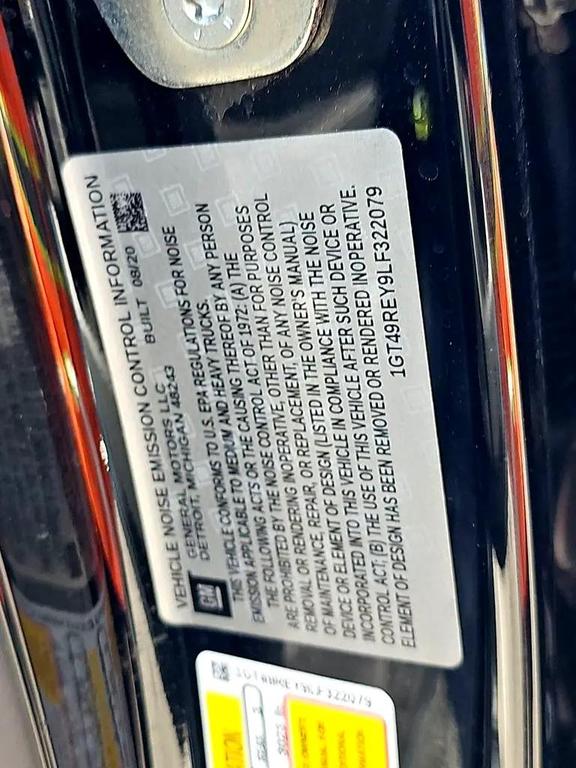 VEHICLE NOISE EMISSION CONTROL INFORMATION
GM
GENERAL MOTORS LLC BUILT 08/20
DETROIT, MICHIGAN 48243
THIS VEHICLE CONFORMS TO U.S. EPA REGULATIONS FOR NOISE
EMISSION APPLICABLE TO MEDIUM AND HEAVY TRUCKS.
THE FOLLOWING ACTS OR THE CAUSING THEREOF BY ANY PERSON
ARE PROHIBITED BY THE NOISE CONTROL ACT OF 1972: (A) THE
REMOVAL OR RENDERING INOPERATIVE, OTHER THAN FOR PURPOSES
OF MAINTENANCE, REPAIR, OR REPLACEMENT, OF ANY NOISE CONTROL
DEVICE OR ELEMENT OF DESIGN (LISTED IN THE OWNER'S MANUAL)
INCORPORATED INTO THIS VEHICLE IN COMPLIANCE WITH THE NOISE
CONTROL ACT; (B) THE USE OF THIS VEHICLE AFTER SUCH DEVICE OR
ELEMENT OF DESIGN HAS BEEN REMOVED OR RENDERED INOPERATIVE.
1GT49REY9LF322079
1GT49REY9LF322079